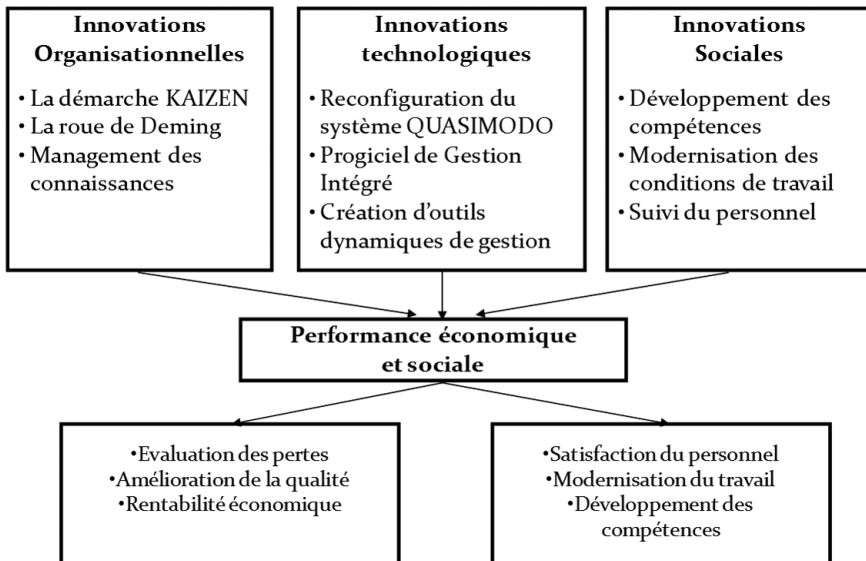 Innovations
Organisationnelles
• La démarche KAIZEN
• La roue de Deming
• Management des
connaissances
Innovations
technologiques
• Reconfiguration du
système QUASIMODO
• Progiciel de Gestion
Intégré
• Création d'outils
dynamiques de gestion
Innovations
Sociales
• Développement des
compétences
• Modernisation des
conditions de travail
• Suivi du personnel
Performance économique
et sociale
•Evaluation des pertes
•Amélioration de la qualité
•Rentabilité économique
•Satisfaction du personnel
•Modernisation du travail
•Développement des
compétences